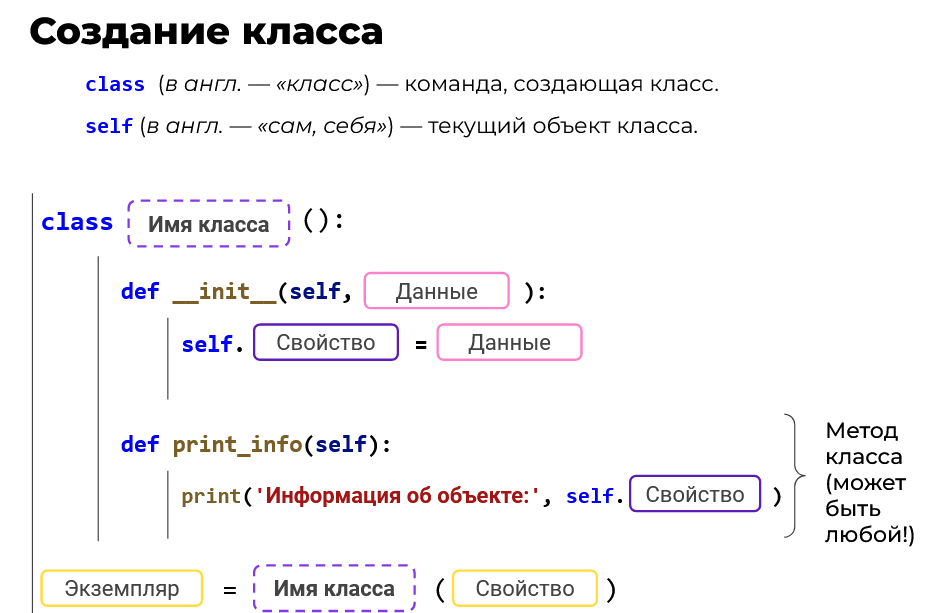 Создание класса
class (в англ. — «класс») — команда, создающая класс.
self (в англ. — «сам, себя») — текущий объект класса.
class Имя класса ():
def __init__(self, Данные ):
self. Свойство = Данные
def print_info(self):
print('Информация об объекте:', self. Свойство )
Метод
класса
(может
быть
любой!)
Экземпляр = Имя класса ( Свойство )